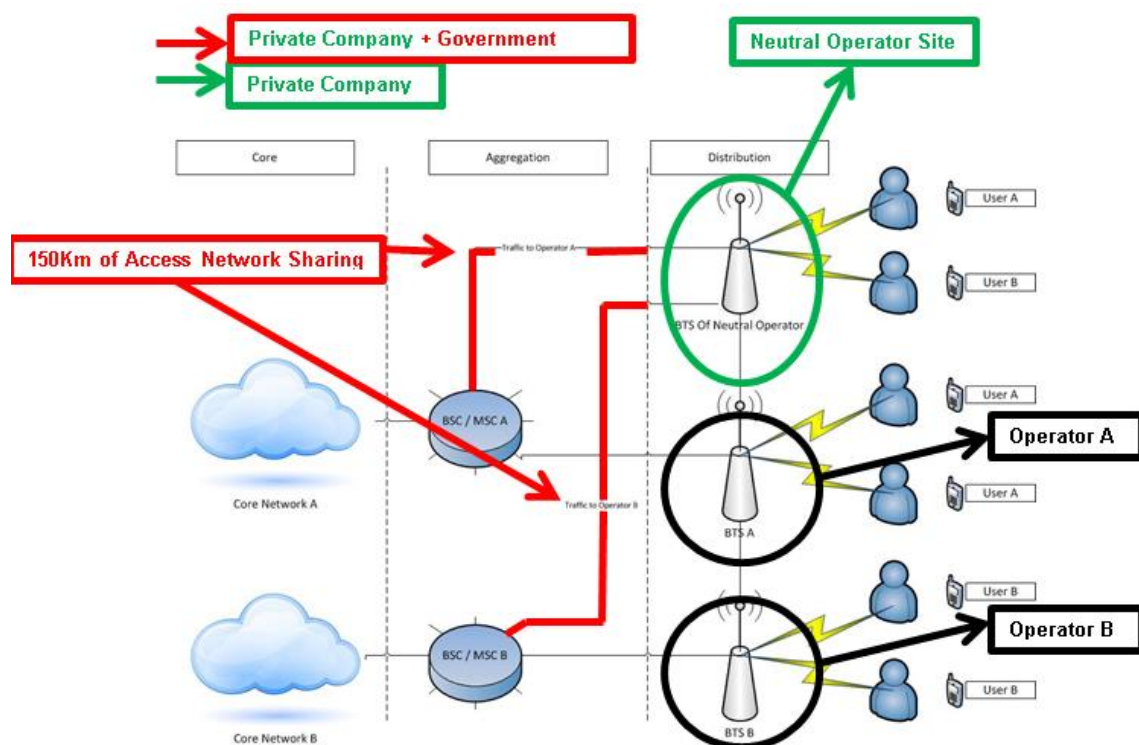 Private Company + Government
Neutral Operator Site
Private Company
Core
Aggregation
Distribution
User A
150Km of Access Network Sharing
Traffic to Operator A
User B
BTS Of Neutral Operator
User A
BSC / MSC A
Operator A
User A
Core Network A
Traffic to Operator B
BTS A
User B
Operator B
BSC / MSC B
User B
BTS B
Core Network B